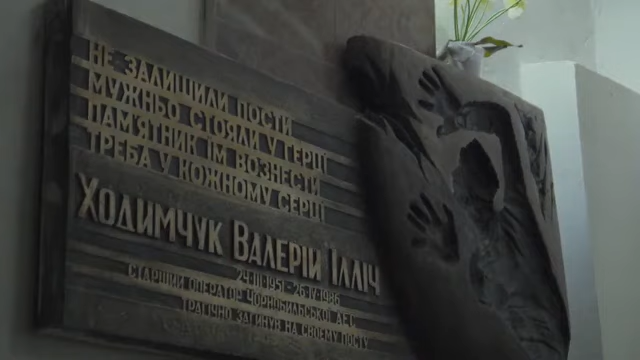 НЕ ЗАЛИШИЛИ ПОСТИ
МУЖНЬО СТОЯЛИ У ГЕРЦІ
ПАМ'ЯТНИК ЇМ ВОЗНЕСТИ
ТРЕБА У КОЖНОМУ СЕРЦІ
ХОДИМЧУК ВАЛЕРІЙ ІЛЛІЧ
24·III·1951 - 26·IV·1986
СТАРШИЙ ОПЕРАТОР ЧОРНОБИЛЬСЬКОЇ А.Е.С.
ТРАГІЧНО ЗАГИНУВ НА СВОЄМУ ПОСТУ